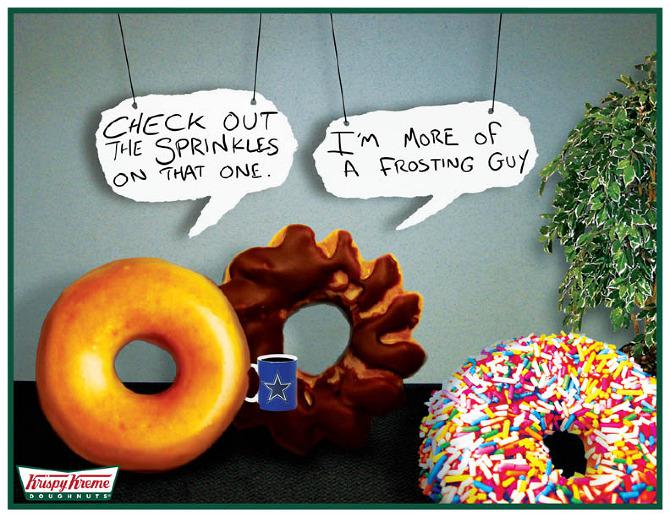 CHECK OUT
THE SPRINKLES
ON THAT ONE.
I'M MORE OF
A FROSTING GUY
Krispy Kreme
DOUGHNUTS